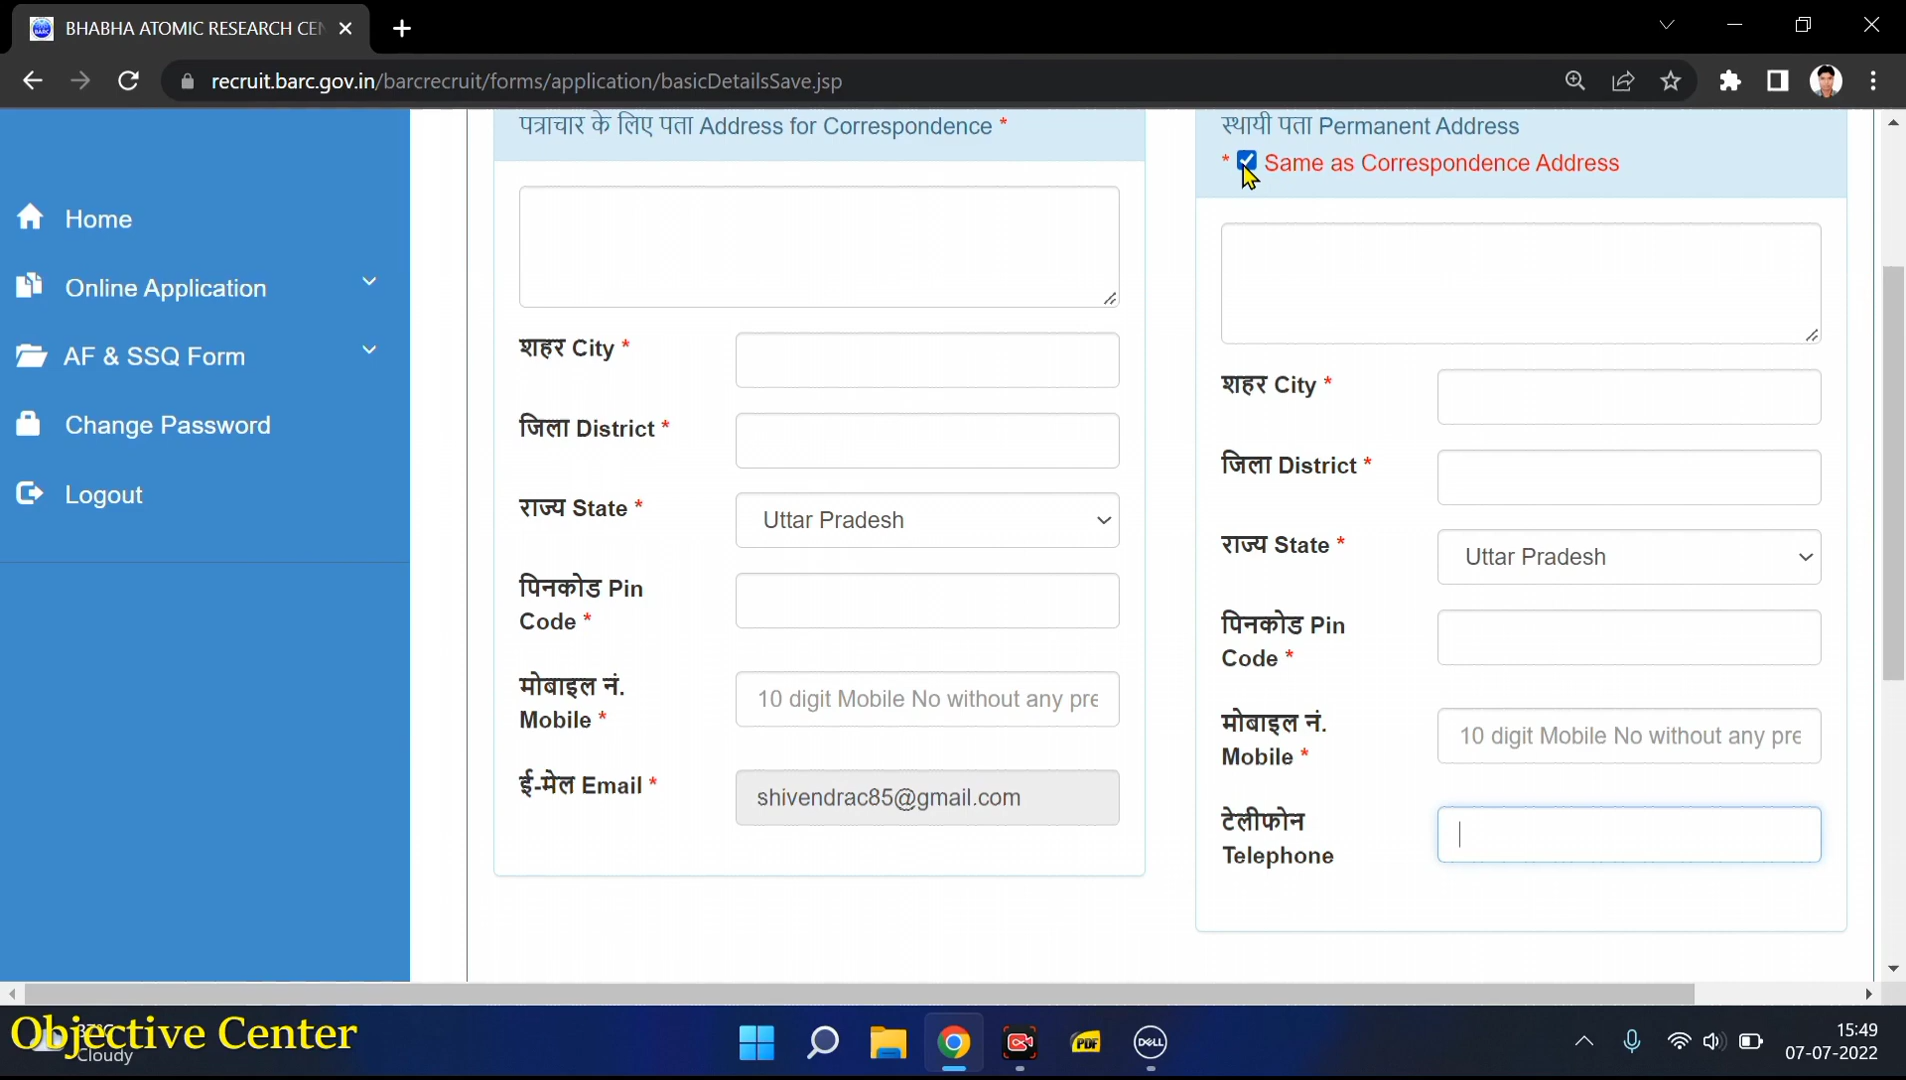 BHABHA ATOMIC RESEARCH CEN
recruit.barc.gov.in/barcrecruit/forms/application/basicDetailsSave.jsp
Home
Online Application
AF & SSQ Form
Change Password
Logout
पत्राचार के लिए पता Address for Correspondence *
शहर City *
जिला District *
राज्य State *
Uttar Pradesh
पिनकोड Pin
Code *
मोबाइल नं.
Mobile *
10 digit Mobile No without any pre
ई-मेल Email *
shivendrac85@gmail.com
स्थायी पता Permanent Address
* Same as Correspondence Address
शहर City *
जिला District *
राज्य State *
Uttar Pradesh
पिनकोड Pin
Code *
मोबाइल नं.
Mobile *
10 digit Mobile No without any pre
टेलीफोन
Telephone
Objective Center
Cloudy
PDF
DELL
15:49
07-07-2022